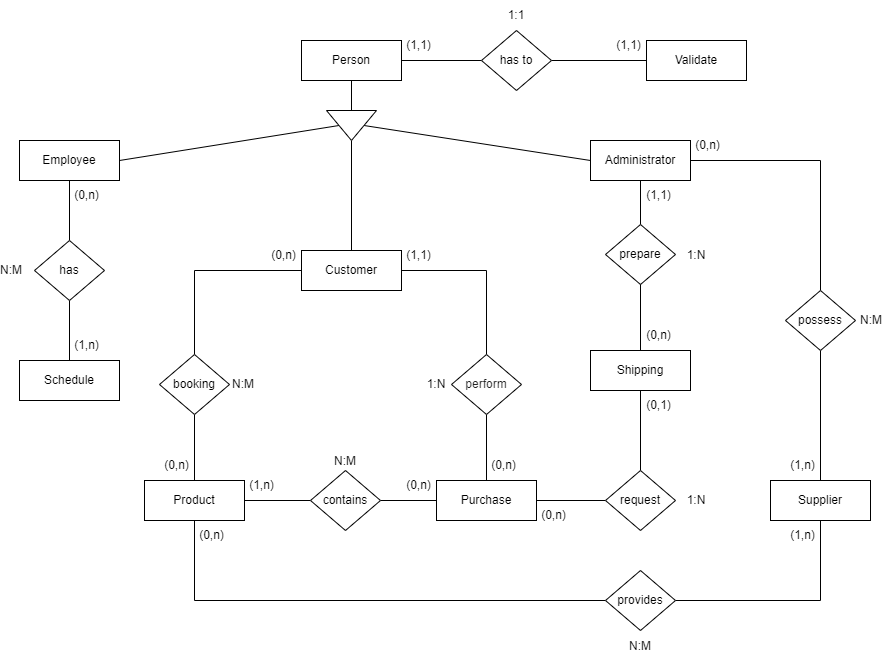 1:1
Person
(1,1)
has to
(1,1)
Validate
Employee
Administrator
(0,n)
(0,n)
(1,1)
N:M
has
(0,n)
Customer
(1,1)
prepare
1:N
(1,n)
(0,n)
possess
N:M
Schedule
Shipping
booking
N:M
1:N
perform
(0,1)
(0,n)
N:M
(0,n)
(1,n)
Product
(1,n)
contains
(0,n)
Purchase
request
1:N
Supplier
(0,n)
(0,n)
(1,n)
provides
N:M